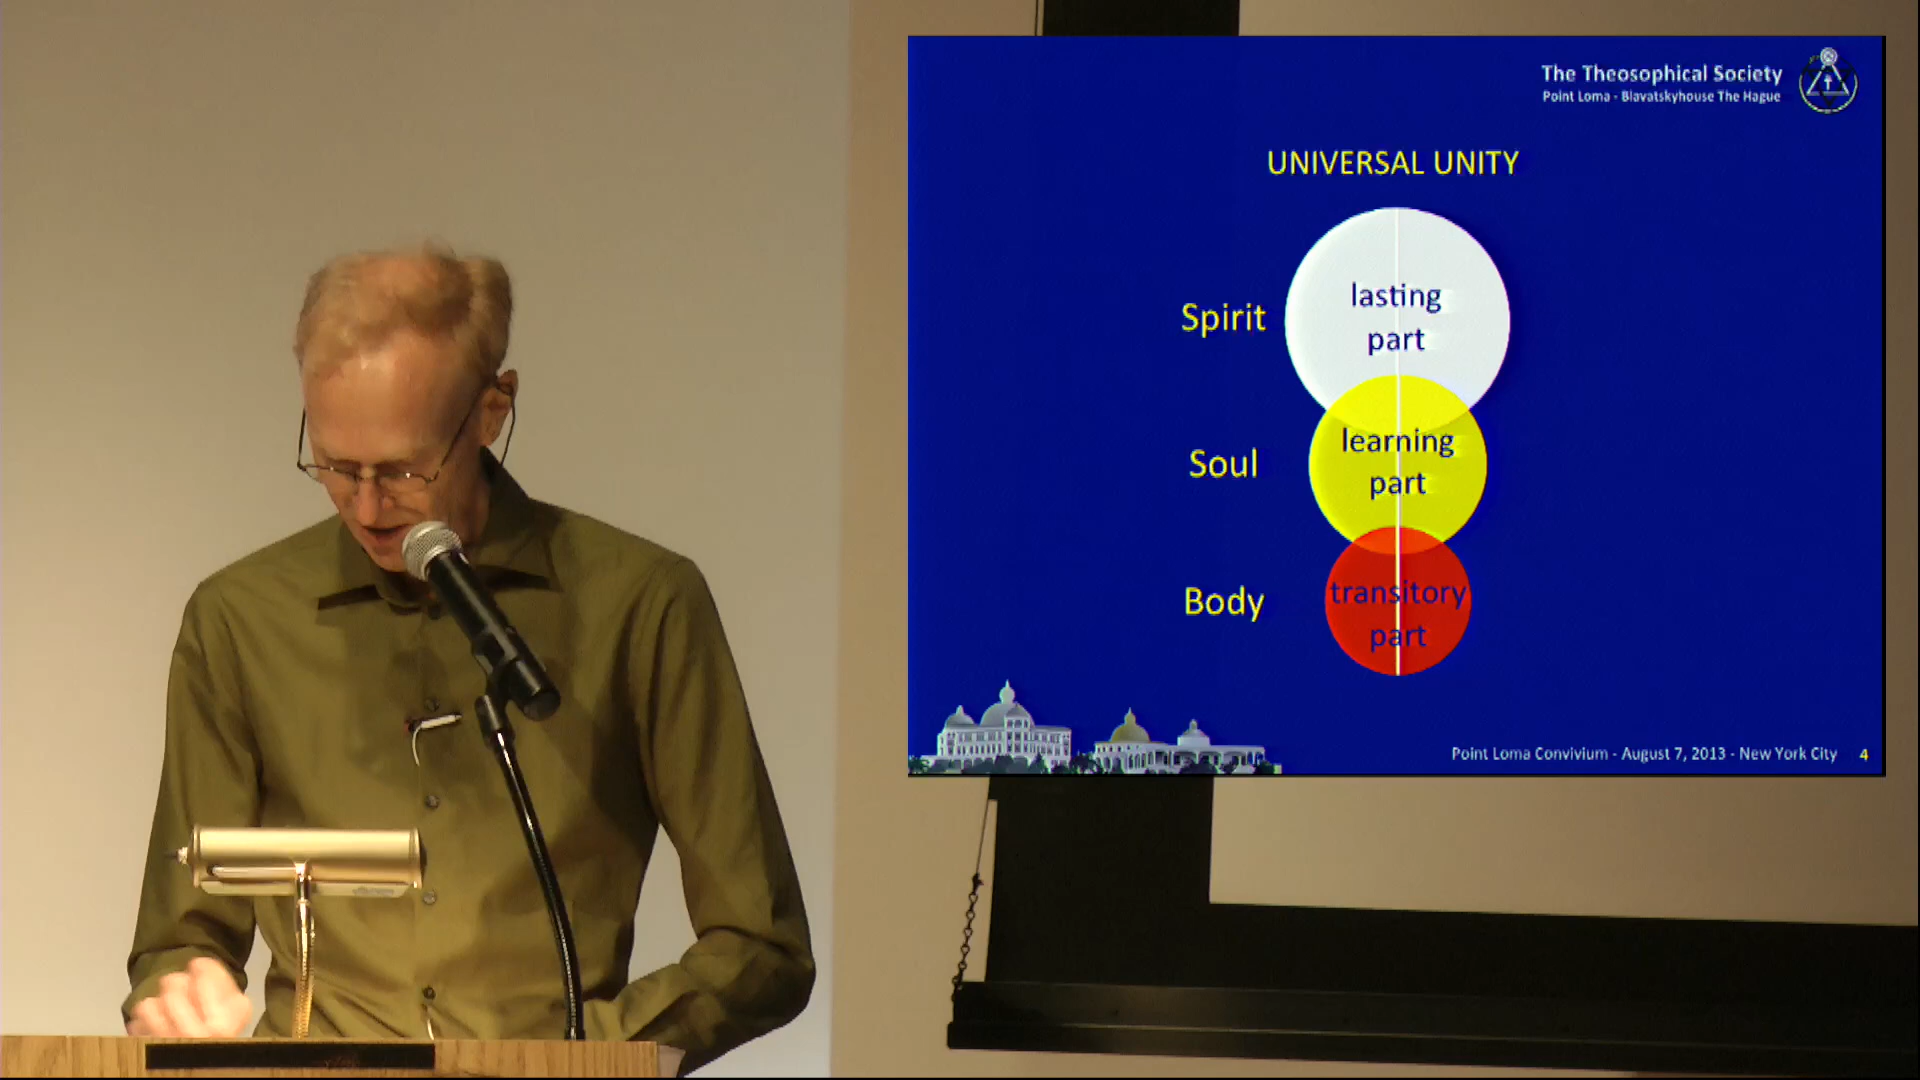 The Theosophical Society
Point Loma - Blavatskyhouse The Hague
UNIVERSAL UNITY
Spirit
lasting
part
Soul
learning
part
Body
transitory
part
Point Loma Convivium - August 7, 2013 - New York City 4